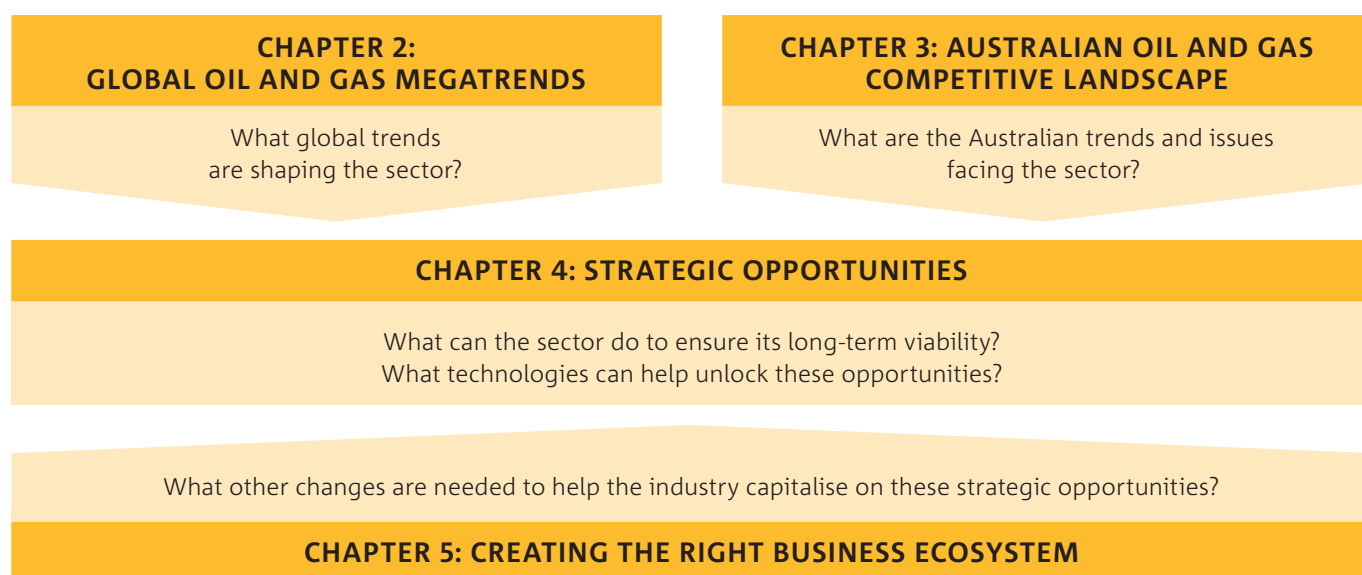 CHAPTER 2:
GLOBAL OIL AND GAS MEGATRENDS
What global trends
are shaping the sector?
CHAPTER 3: AUSTRALIAN OIL AND GAS
COMPETITIVE LANDSCAPE
What are the Australian trends and issues
facing the sector?
CHAPTER 4: STRATEGIC OPPORTUNITIES
What can the sector do to ensure its long-term viability?
What technologies can help unlock these opportunities?
What other changes are needed to help the industry capitalise on these strategic opportunities?
CHAPTER 5: CREATING THE RIGHT BUSINESS ECOSYSTEM